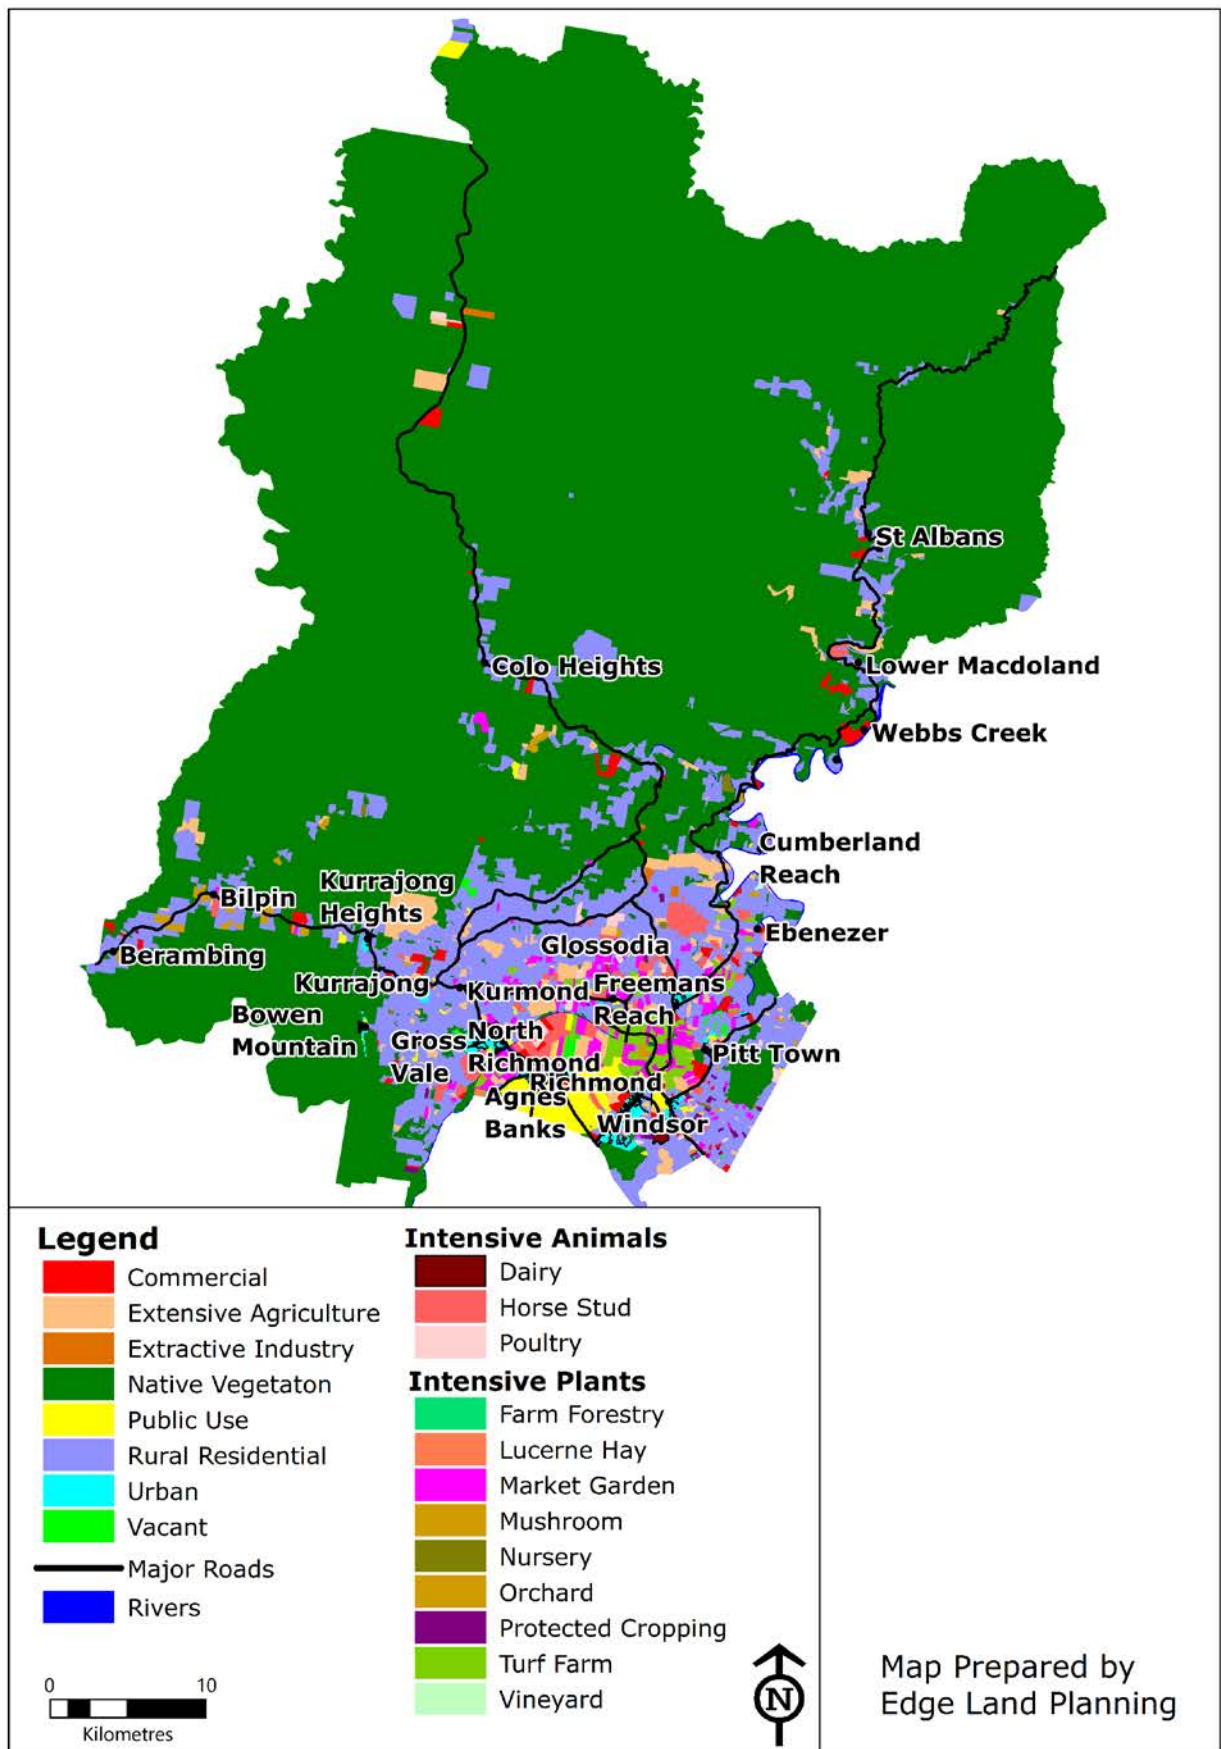 St Albans
Colo Heights
Lower Macdoland
Webbs Creek
Cumberland
Reach
Kurrajong
Heights
Bilpin
Ebenezer
Glossodia
Berambing
Kurrajong
Kurmond
Freemans
Reach
Bowen
Mountain
North
Richmond
Gross
Vale
Pitt Town
Richmond
Agnes
Banks
Windsor
Legend
Commercial
Extensive Agriculture
Extractive Industry
Native Vegetaton
Public Use
Rural Residential
Urban
Vacant
Major Roads
Rivers
0 10
Kilometres
Intensive Animals
Dairy
Horse Stud
Poultry
Intensive Plants
Farm Forestry
Lucerne Hay
Market Garden
Mushroom
Nursery
Orchard
Protected Cropping
Turf Farm
Vineyard
N
Map Prepared by
Edge Land Planning